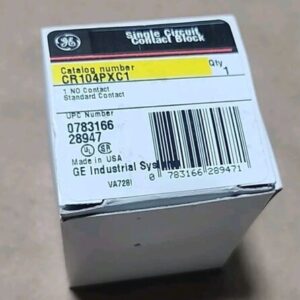 Single Circuit
Contact Block
Catalog number
Qty
CR104PXC1
1
1 NO Contact
Standard Contact
UPC Number
0783166
28947
Made in USA
GE Industrial Systems
0 783166 289471
VA728I